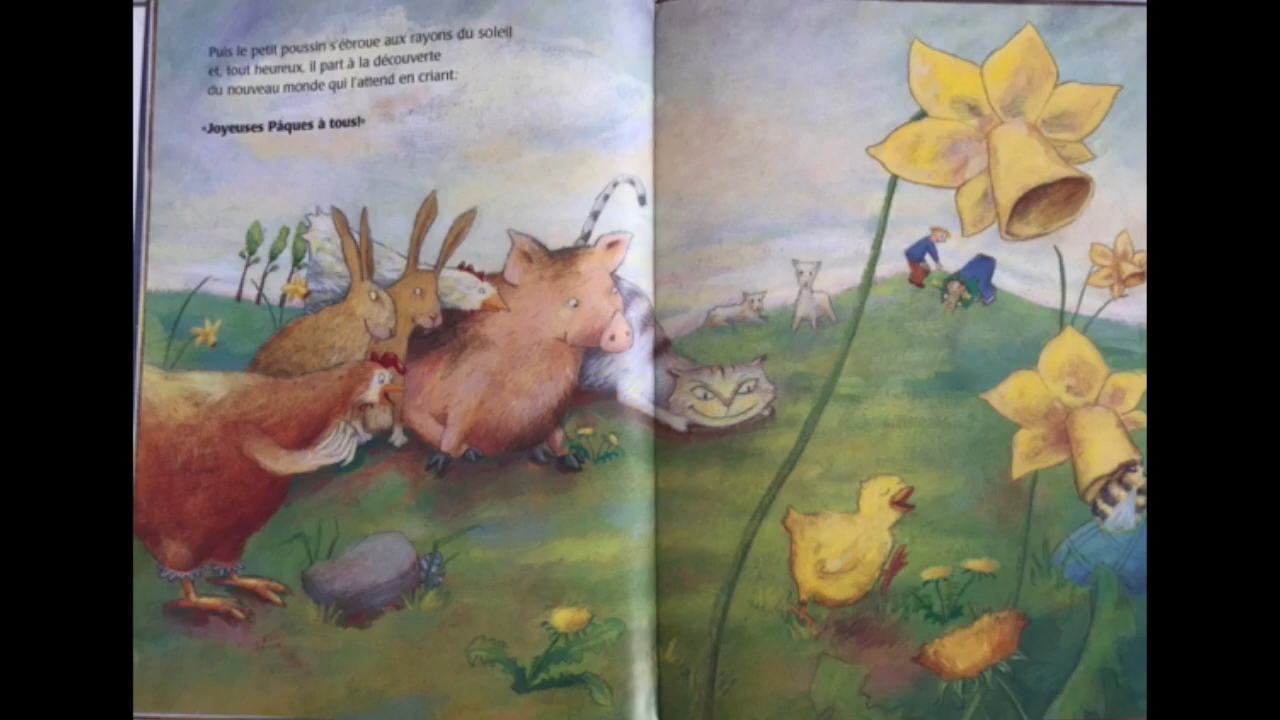 Puis le petit poussin s'ébroue aux rayons du soleil
et, tout heureux, il part à la découverte
du nouveau monde qui l'attend en criant:
«Joyeuses Pâques à tous!»